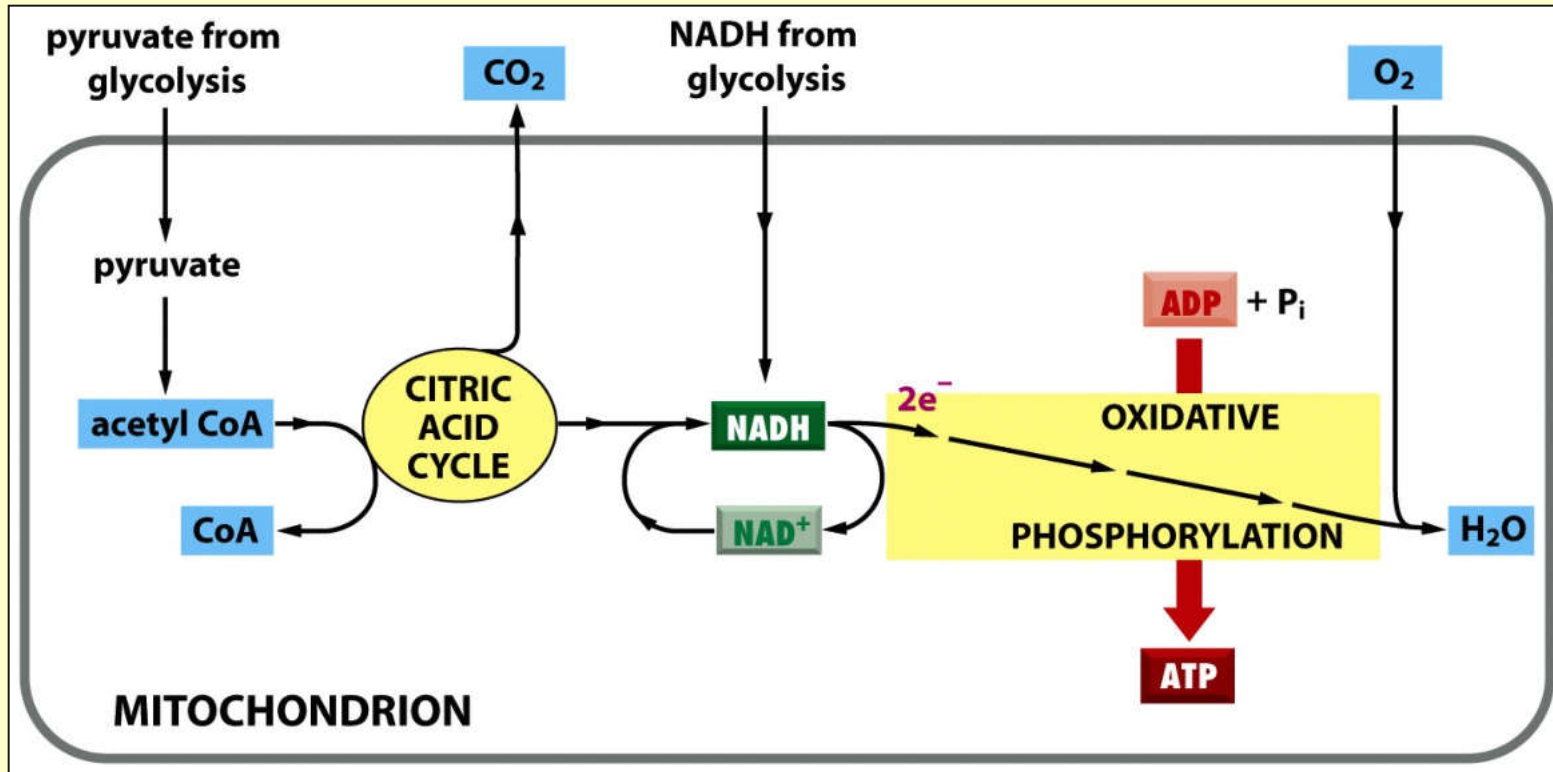 pyruvate from
glycolysis
CO₂
NADH from
glycolysis
O₂
pyruvate
ADP + Pᵢ
acetyl CoA
CITRIC
ACID
CYCLE
NADH
2e⁻
OXIDATIVE
CoA
NAD⁺
PHOSPHORYLATION
H₂O
ATP
MITOCHONDRION